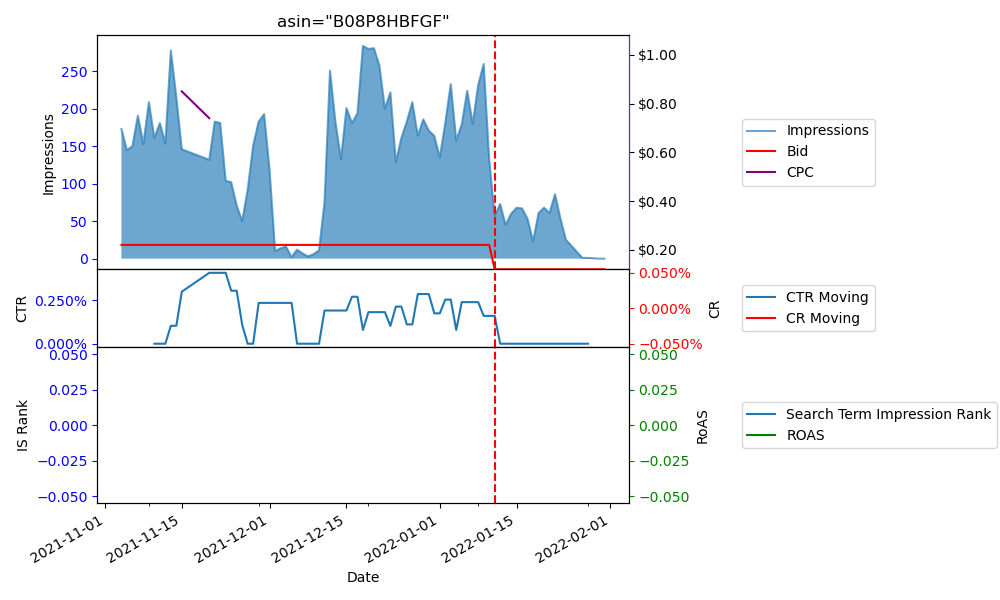 asin="B08P8HBFGF"
Impressions
250
200
150
100
50
0
$1.00
$0.80
$0.60
$0.40
$0.20
Impressions
Bid
CPC
CTR
0.250%
0.000%
0.050%
0.000%
−0.050%
CR
CTR Moving
CR Moving
IS Rank
0.050
0.025
0.000
−0.025
−0.050
0.050
0.025
0.000
−0.025
−0.050
RoAS
Search Term Impression Rank
ROAS
2021-11-01
2021-11-15
2021-12-01
2021-12-15
2022-01-01
2022-01-15
2022-02-01
Date